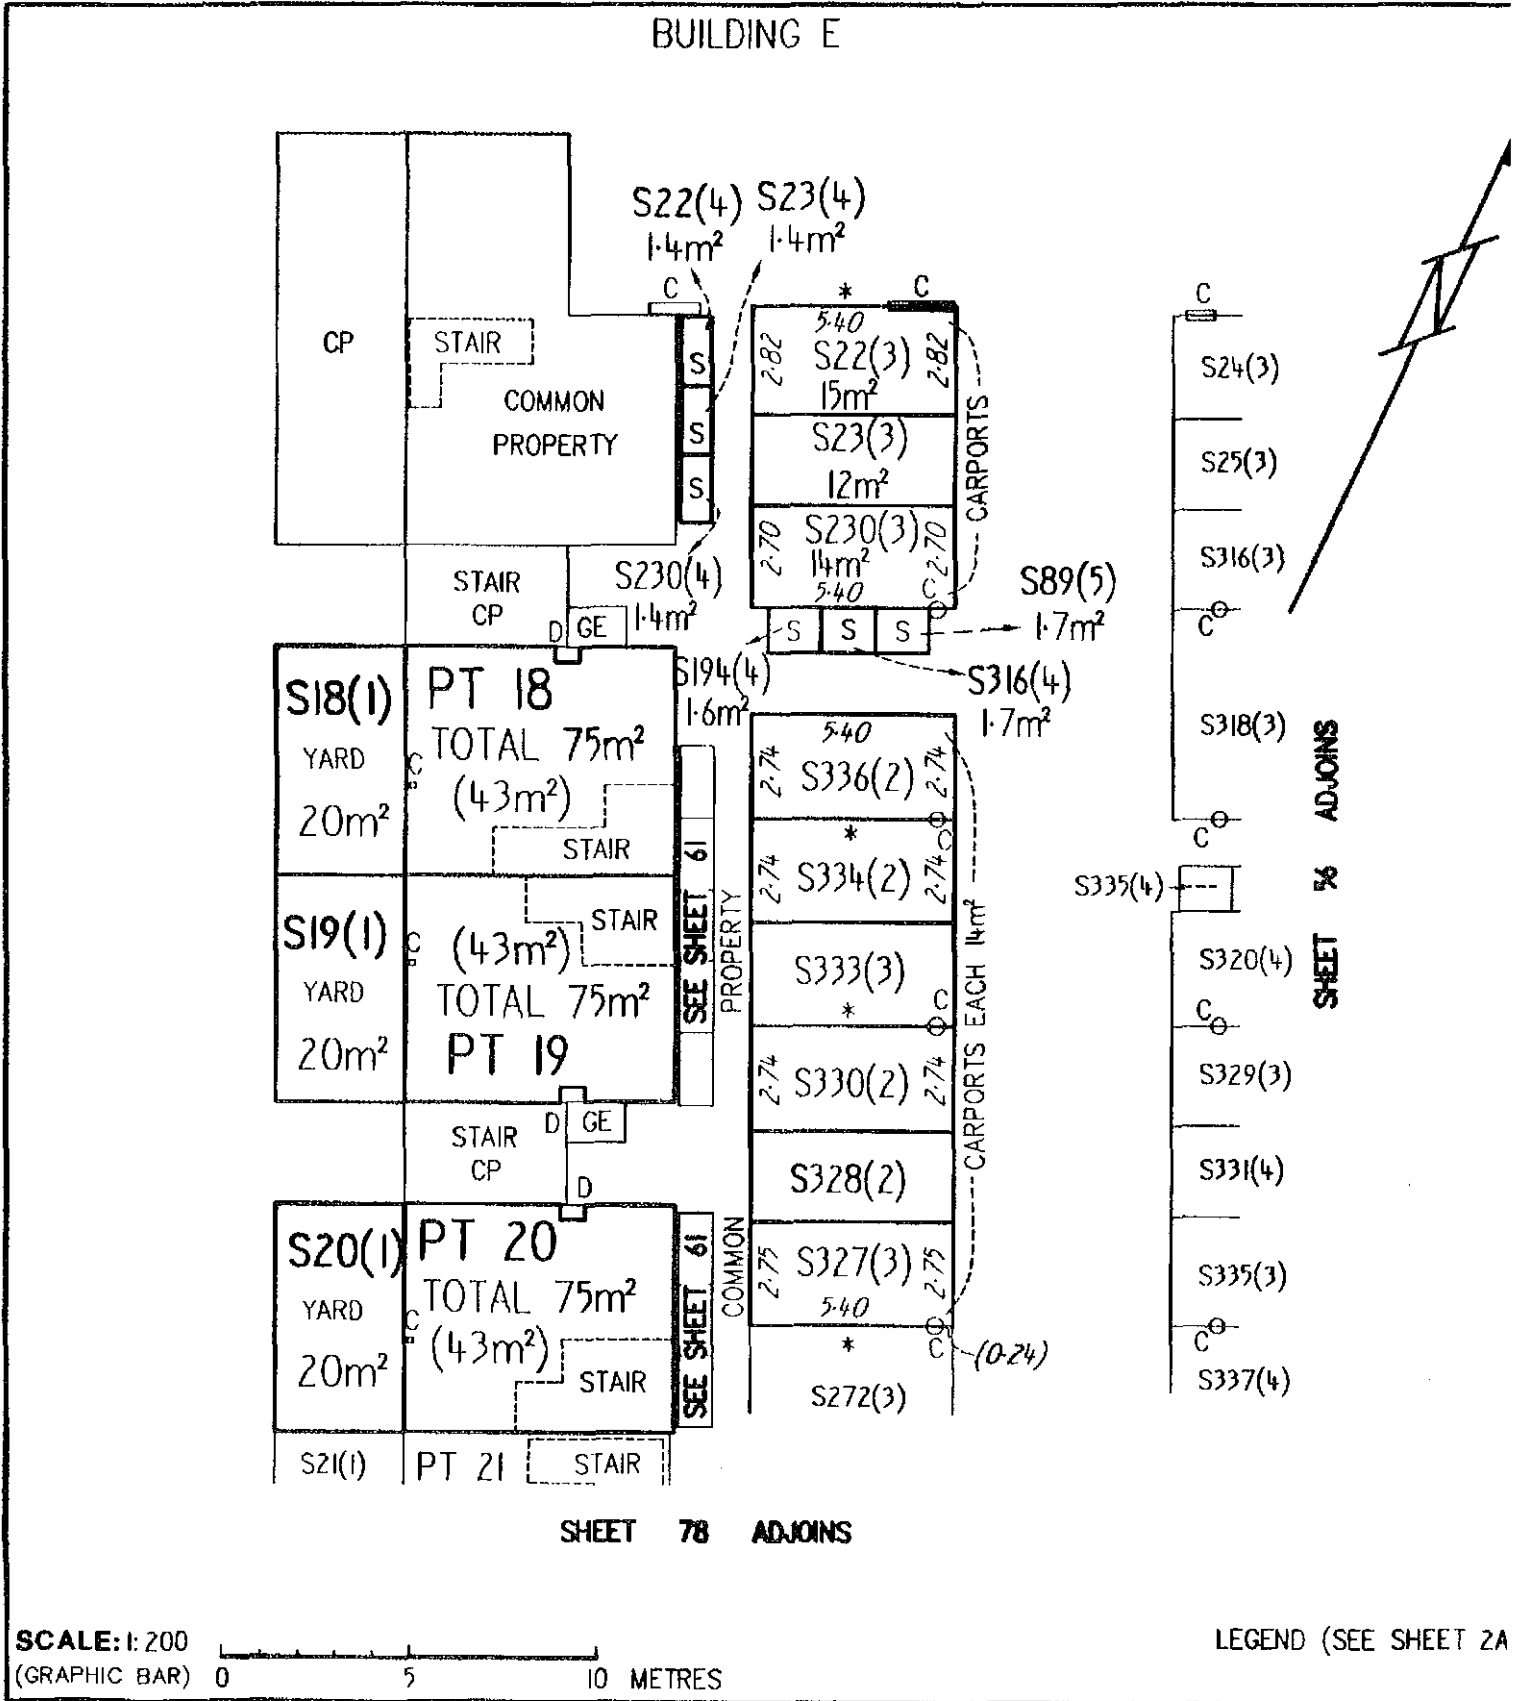 BUILDING E
S22(4)
1·4m²
S23(4)
1·4m²
C
CP
STAIR
COMMON
PROPERTY
S
S
S
S230(4)
1·4m²
*
C
5·40
2·82
S22(3)
2·82
15m²
S23(3)
12m²
2·70
S230(3)
2·70
14m²
5·40
C
CARPORTS
S
S
S
S89(5)
1·7m²
S194(4)
1·6m²
S316(4)
1·7m²
C
S24(3)
S25(3)
S316(3)
C
S318(3)
C
S335(4)
S320(4)
C
S329(3)
S331(4)
S335(3)
C
S337(4)
SHEET 56 ADJOINS
STAIR
CP
D
GE
S18(1)
YARD
20m²
C
PT 18
TOTAL 75m²
(43m²)
STAIR
S19(1)
YARD
20m²
C
STAIR
(43m²)
TOTAL 75m²
PT 19
SEE SHEET 61
COMMON PROPERTY
5·40
2·74
S336(2)
2·74
*
C
2·74
S334(2)
2·74
S333(3)
*
C
2·74
S330(2)
2·74
S328(2)
2·75
S327(3)
2·75
5·40
*
C
(0·24)
S272(3)
CARPORTS EACH 14m²
STAIR
CP
D
GE
D
S20(1)
YARD
20m²
C
PT 20
TOTAL 75m²
(43m²)
STAIR
SEE SHEET 61
S21(1)
PT 21
STAIR
SHEET 78 ADJOINS
SCALE: 1:200
(GRAPHIC BAR)
0
5
10 METRES
LEGEND (SEE SHEET 2A